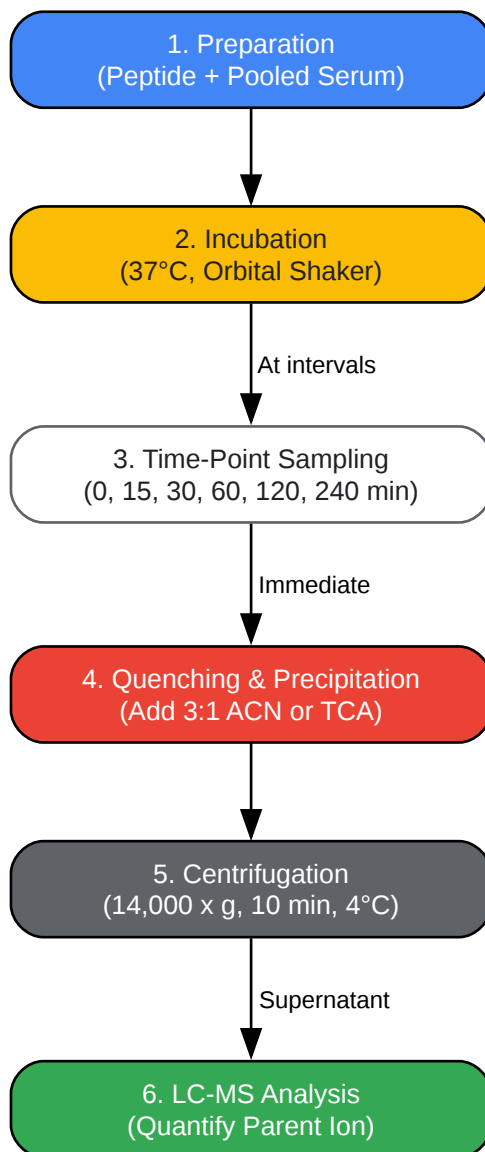 1. Preparation
(Peptide + Pooled Serum)
2. Incubation
(37°C, Orbital Shaker)
At intervals
3. Time-Point Sampling
(0, 15, 30, 60, 120, 240 min)
Immediate
4. Quenching & Precipitation
(Add 3:1 ACN or TCA)
5. Centrifugation
(14,000 x g, 10 min, 4°C)
Supernatant
6. LC-MS Analysis
(Quantify Parent Ion)